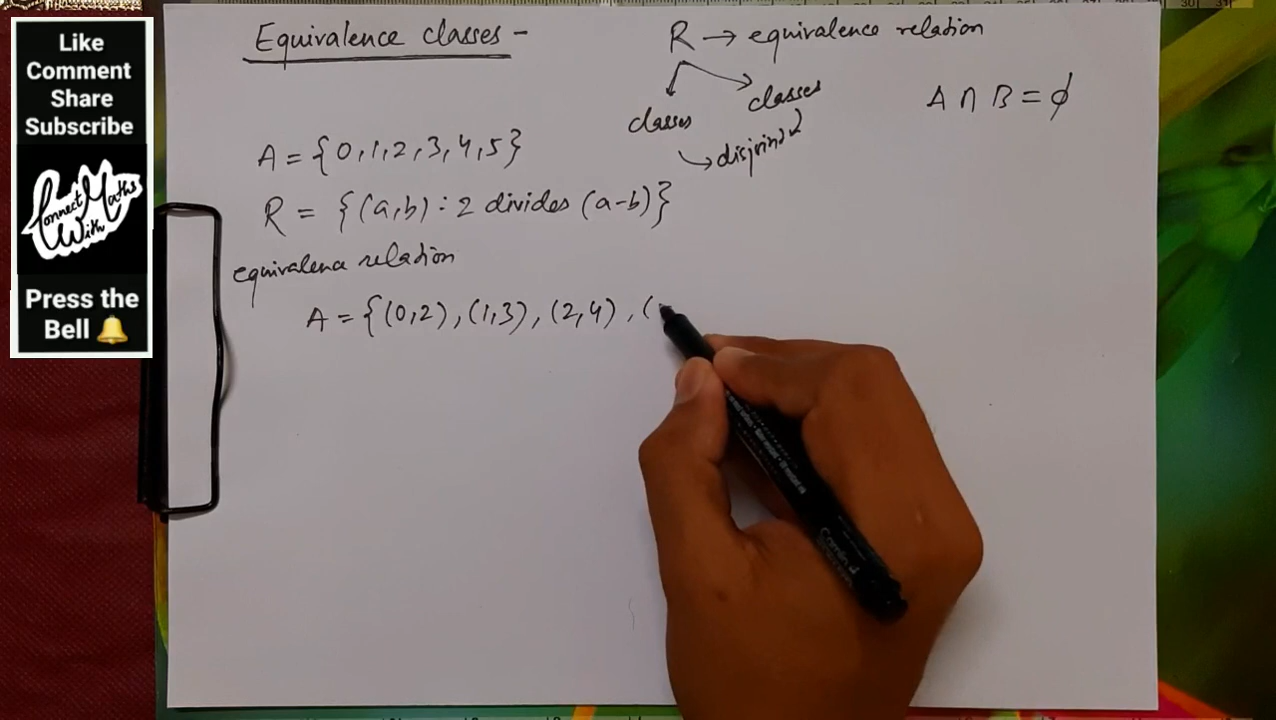 Like
Comment
Share
Subscribe
Connect
With Maths
Press the
Bell 🔔
Equivalence classes -
R → equivalence relation
classes
classes
disjoint
A ∩ B = ϕ
A = {0,1,2,3,4,5}
R = {(a,b) : 2 divides (a-b)}
equivalence relation
A = {(0,2), (1,3), (2,4), (